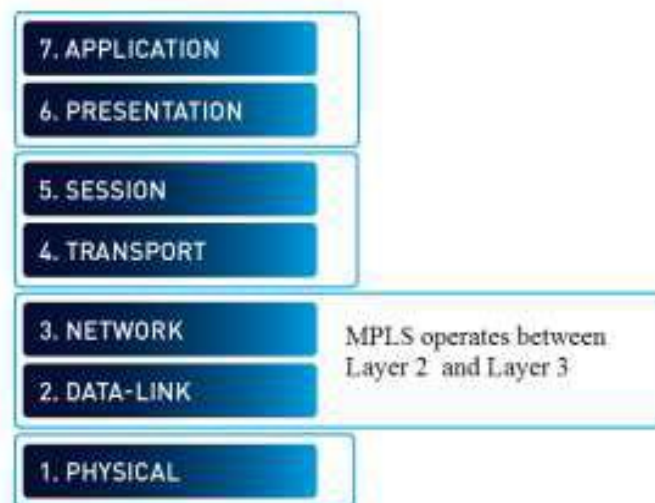 7. APPLICATION
6. PRESENTATION
5. SESSION
4. TRANSPORT
3. NETWORK
MPLS operates between
Layer 2 and Layer 3
2. DATA-LINK
1. PHYSICAL